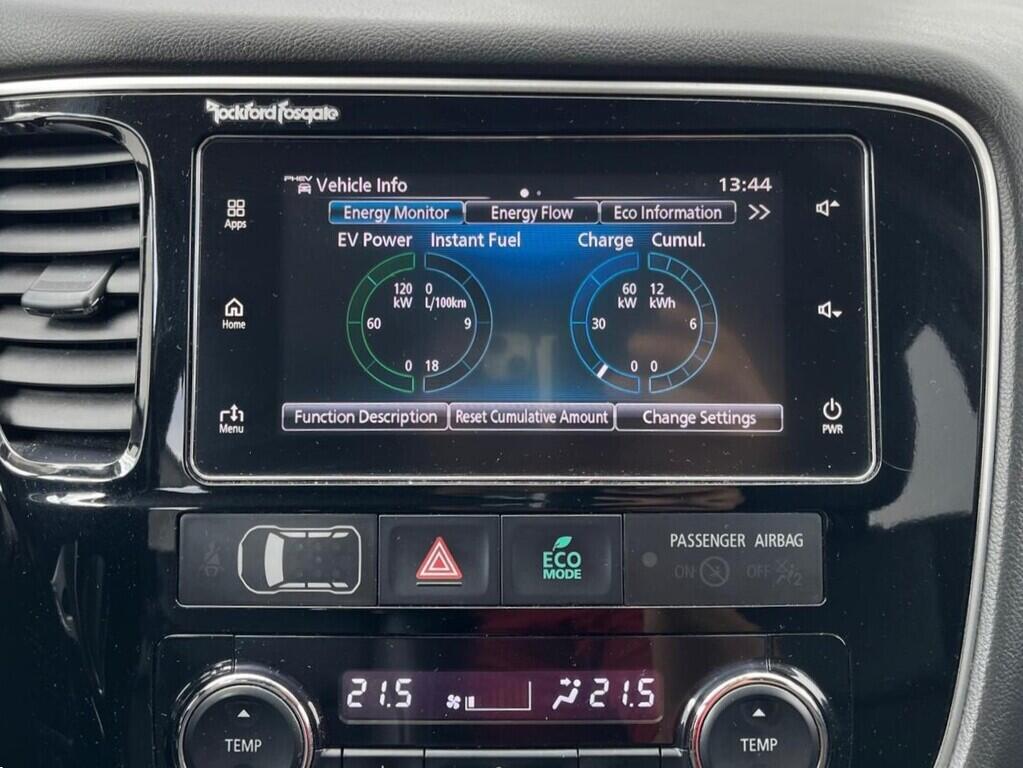 Rockford Fosgate
PHEV Vehicle Info 13:44
Energy Monitor Energy Flow Eco Information >>
EV Power Instant Fuel Charge Cumul.
120 0 60 12
kW L/100km kW kWh
60 9 30 6
0 18 0 0
Function Description Reset Cumulative Amount Change Settings
Apps
Home
Menu
PWR
ECO
MODE
PASSENGER AIRBAG
ON OFF 2
21.5 21.5
TEMP TEMP